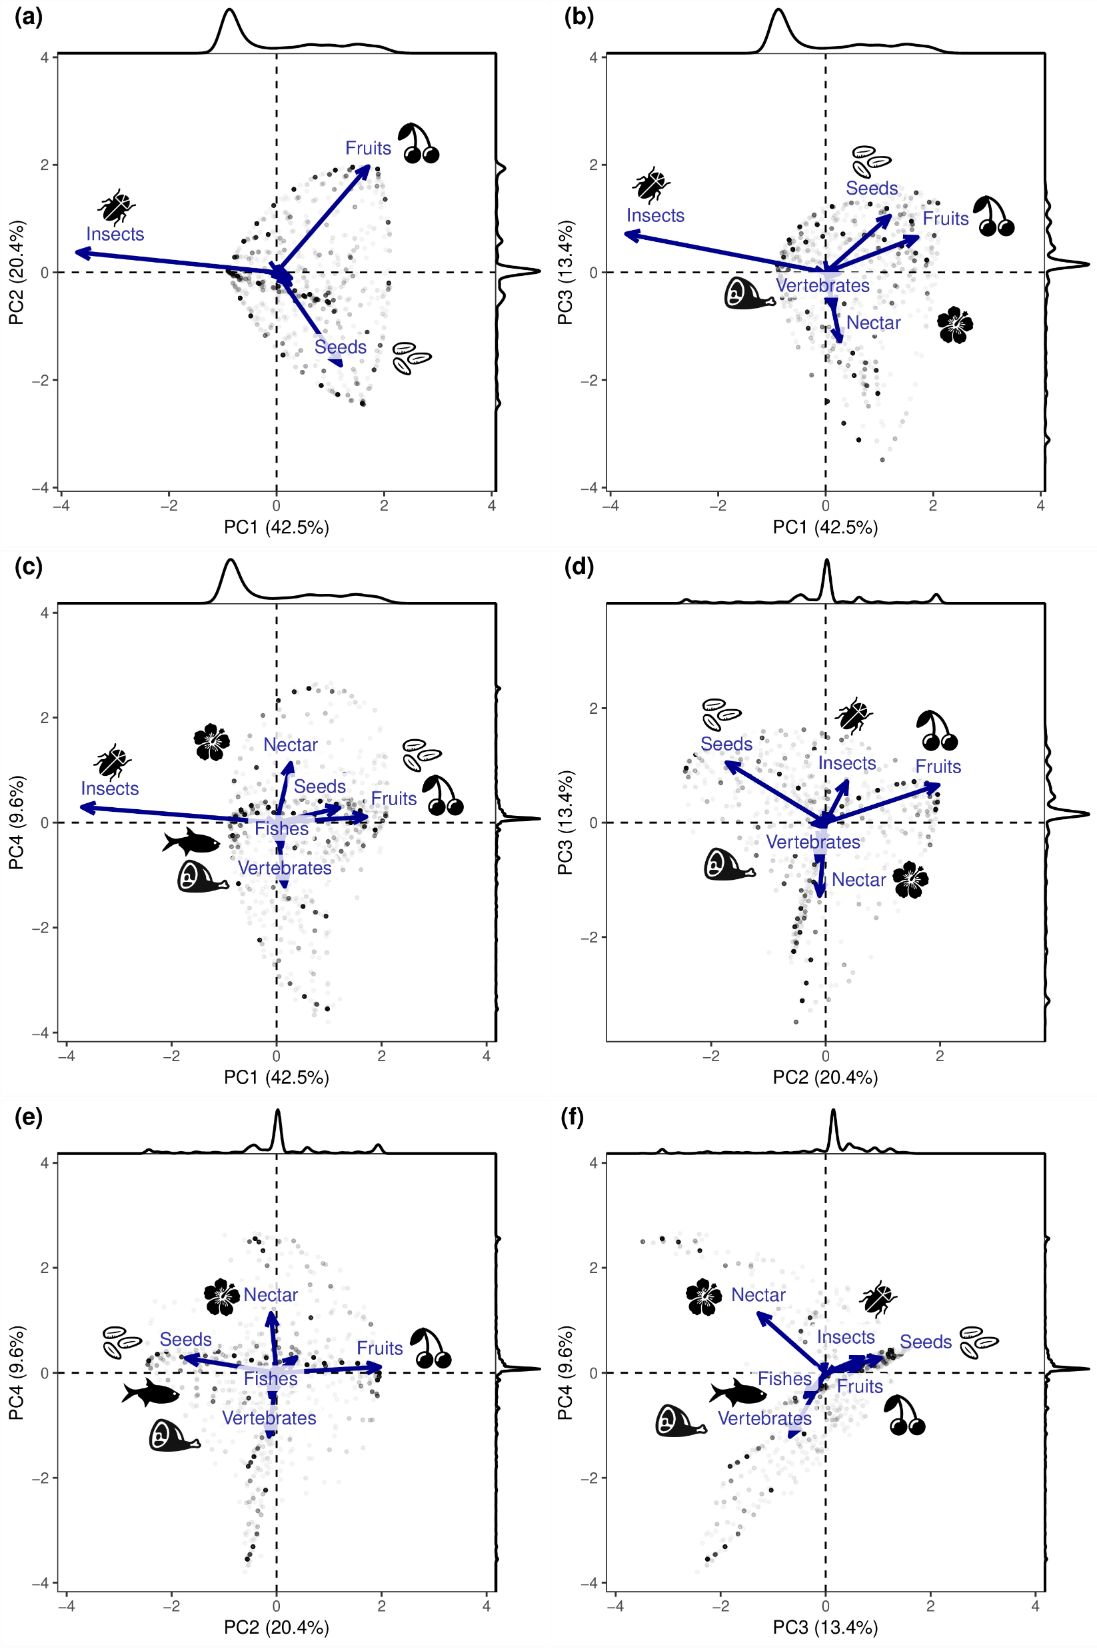 (a)
4
2
0
−2
−4
PC2 (20.4%)
Fruits
Insects
Seeds
−4 −2 0 2 4
PC1 (42.5%)
(b)
4
2
0
−2
−4
PC3 (13.4%)
Seeds
Insects
Fruits
Vertebrates
Nectar
−4 −2 0 2 4
PC1 (42.5%)
(c)
4
2
0
−2
−4
PC4 (9.6%)
Nectar
Insects
Seeds
Fruits
Fishes
Vertebrates
−4 −2 0 2 4
PC1 (42.5%)
(d)
2
0
−2
PC3 (13.4%)
Seeds
Insects
Fruits
Vertebrates
Nectar
−2 0 2
PC2 (20.4%)
(e)
4
2
0
−2
−4
PC4 (9.6%)
Nectar
Seeds
Fruits
Fishes
Vertebrates
−4 −2 0 2 4
PC2 (20.4%)
(f)
4
2
0
−2
−4
PC4 (9.6%)
Nectar
Insects
Seeds
Fishes
Fruits
Vertebrates
−4 −2 0 2 4
PC3 (13.4%)